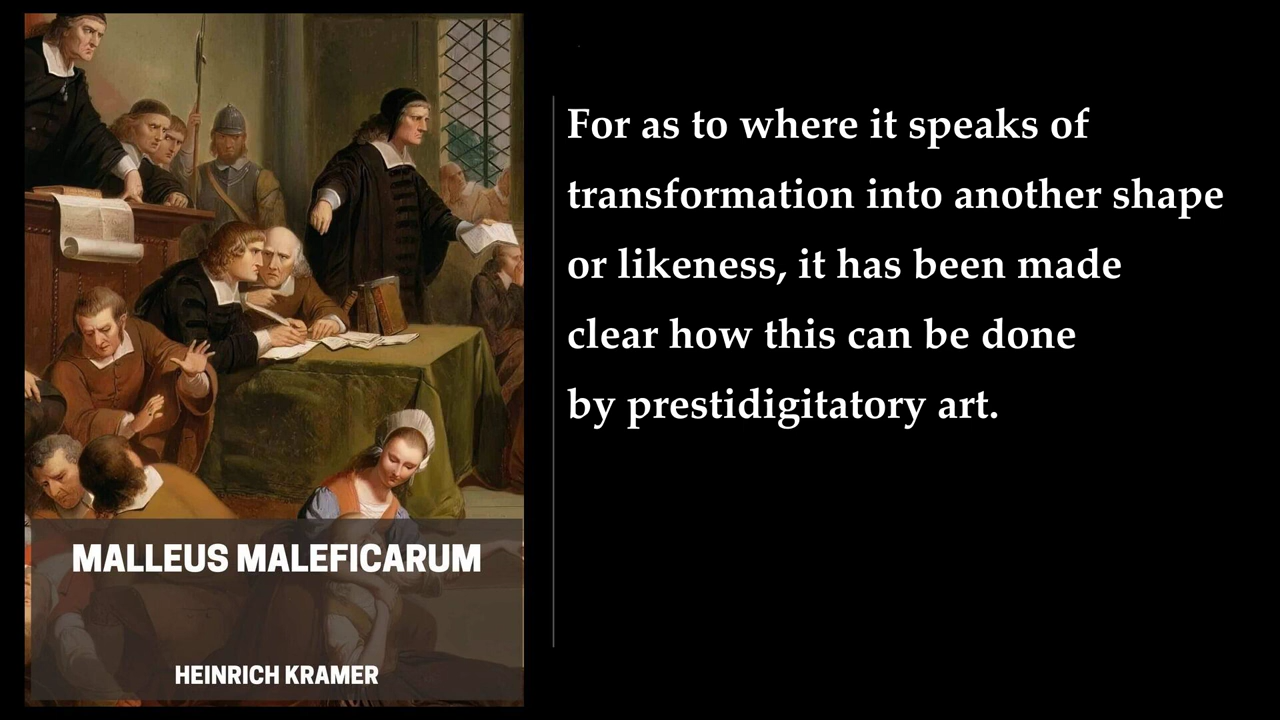 For as to where it speaks of
transformation into another shape
or likeness, it has been made
clear how this can be done
by prestidigitatory art.
MALLEUS MALEFICARUM
HEINRICH KRAMER